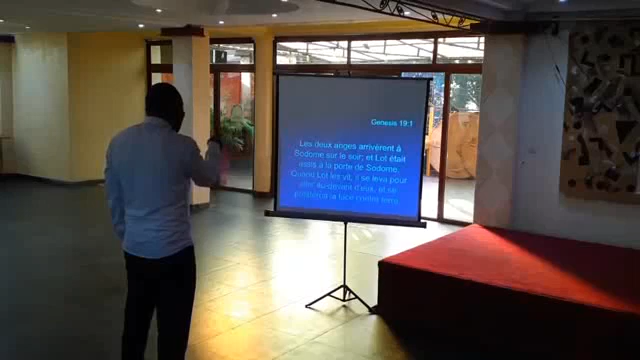 Genesis 19:1
Les deux anges arrivèrent à
Sodome sur le soir; et Lot était
assis à la porte de Sodome.
Quand Lot les vit, il se leva pour
aller au-devant d'eux, et se
prosterna la face contre terre.